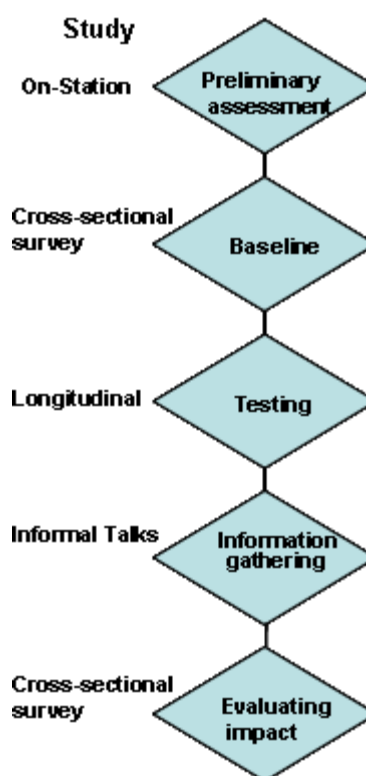 Study
On-Station
Preliminary
assessment
Cross-sectional
survey
Baseline
Longitudinal
Testing
Informal Talks
Information
gathering
Cross-sectional
survey
Evaluating
impact